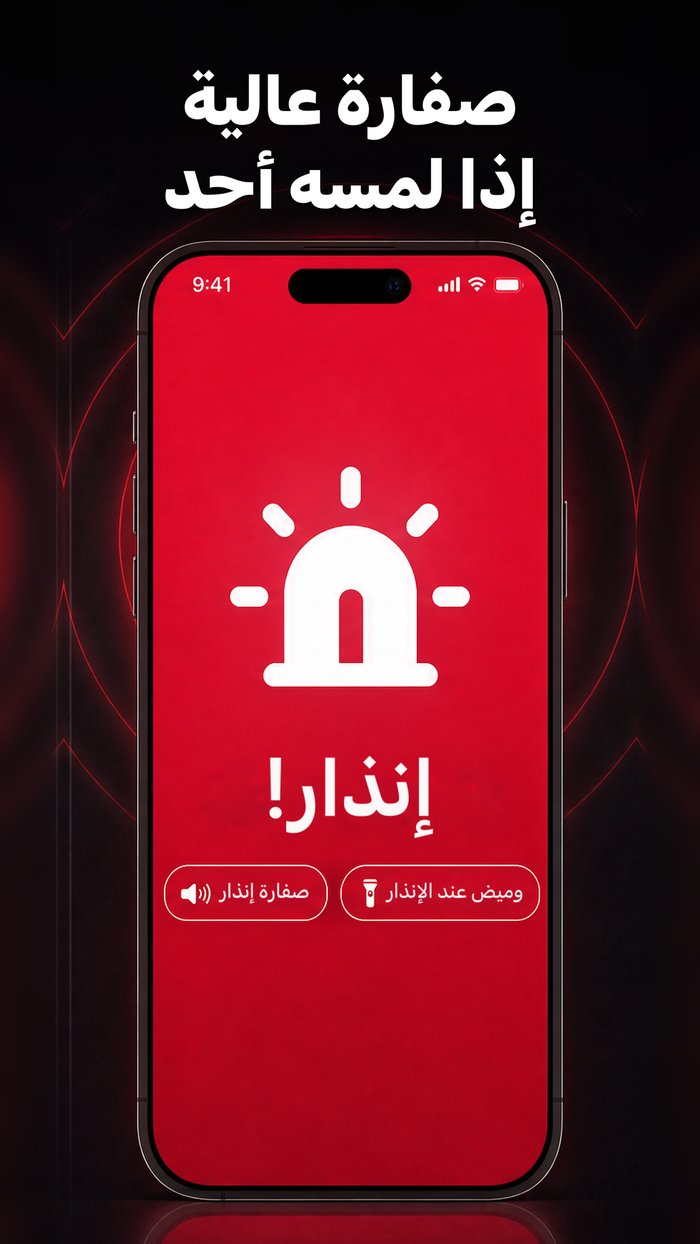 صفارة عالية
إذا لمسه أحد
9:41
إنذار!
وميض عند الإنذار
صفارة إنذار